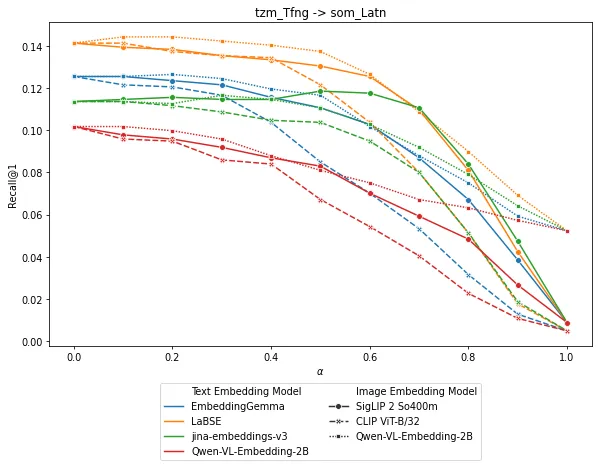 tzm_Tfng -> som_Latn
0.14
0.12
0.10
0.08
0.06
0.04
0.02
0.00
Recall@1
0.0 0.2 0.4 0.6 0.8 1.0
α
Text Embedding Model Image Embedding Model
EmbeddingGemma SigLIP 2 So400m
LaBSE CLIP ViT-B/32
jina-embeddings-v3 Qwen-VL-Embedding-2B
Qwen-VL-Embedding-2B